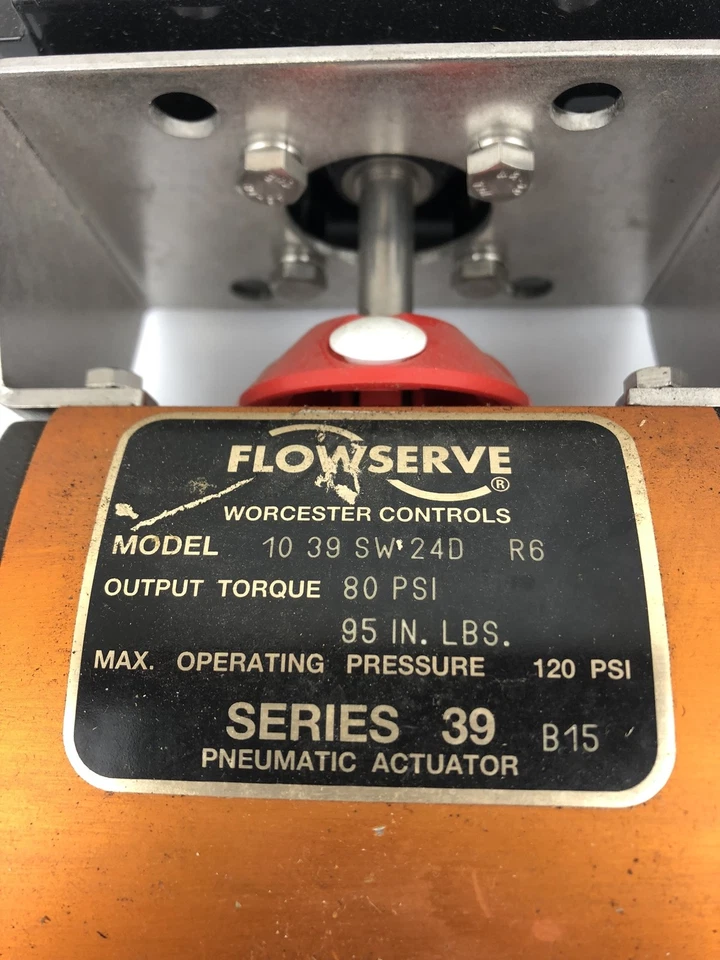 FLOWSERVE ®
WORCESTER CONTROLS
MODEL 10 39 SW 24D R6
OUTPUT TORQUE 80 PSI
95 IN. LBS.
MAX. OPERATING PRESSURE 120 PSI
SERIES 39 B15
PNEUMATIC ACTUATOR